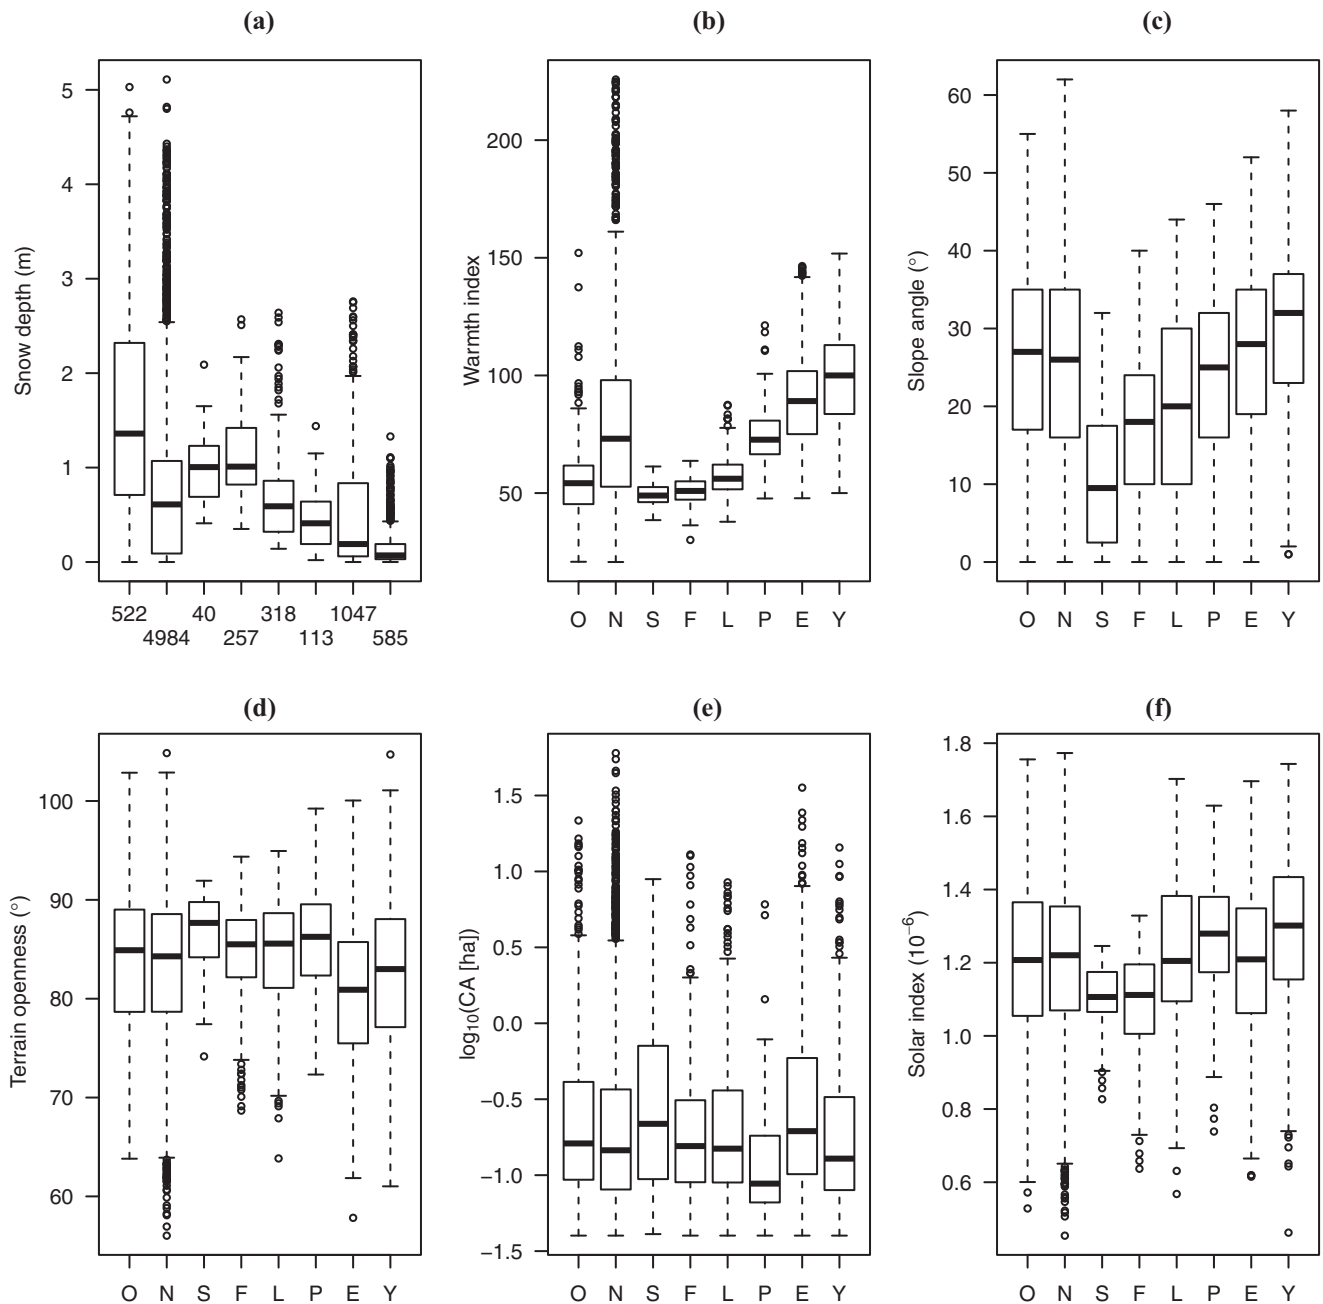 (a)
Snow depth (m)
5
4
3
2
1
0
522 40 318 1047
4984 257 113 585
(b)
Warmth index
200
150
100
50
O N S F L P E Y
(c)
Slope angle (°)
60
50
40
30
20
10
0
O N S F L P E Y
(d)
Terrain openness (°)
100
90
80
70
60
O N S F L P E Y
(e)
log₁₀(CA [ha])
1.5
1.0
0.5
0.0
−0.5
−1.0
−1.5
O N S F L P E Y
(f)
Solar index (10⁻⁶)
1.8
1.6
1.4
1.2
1.0
0.8
0.6
O N S F L P E Y